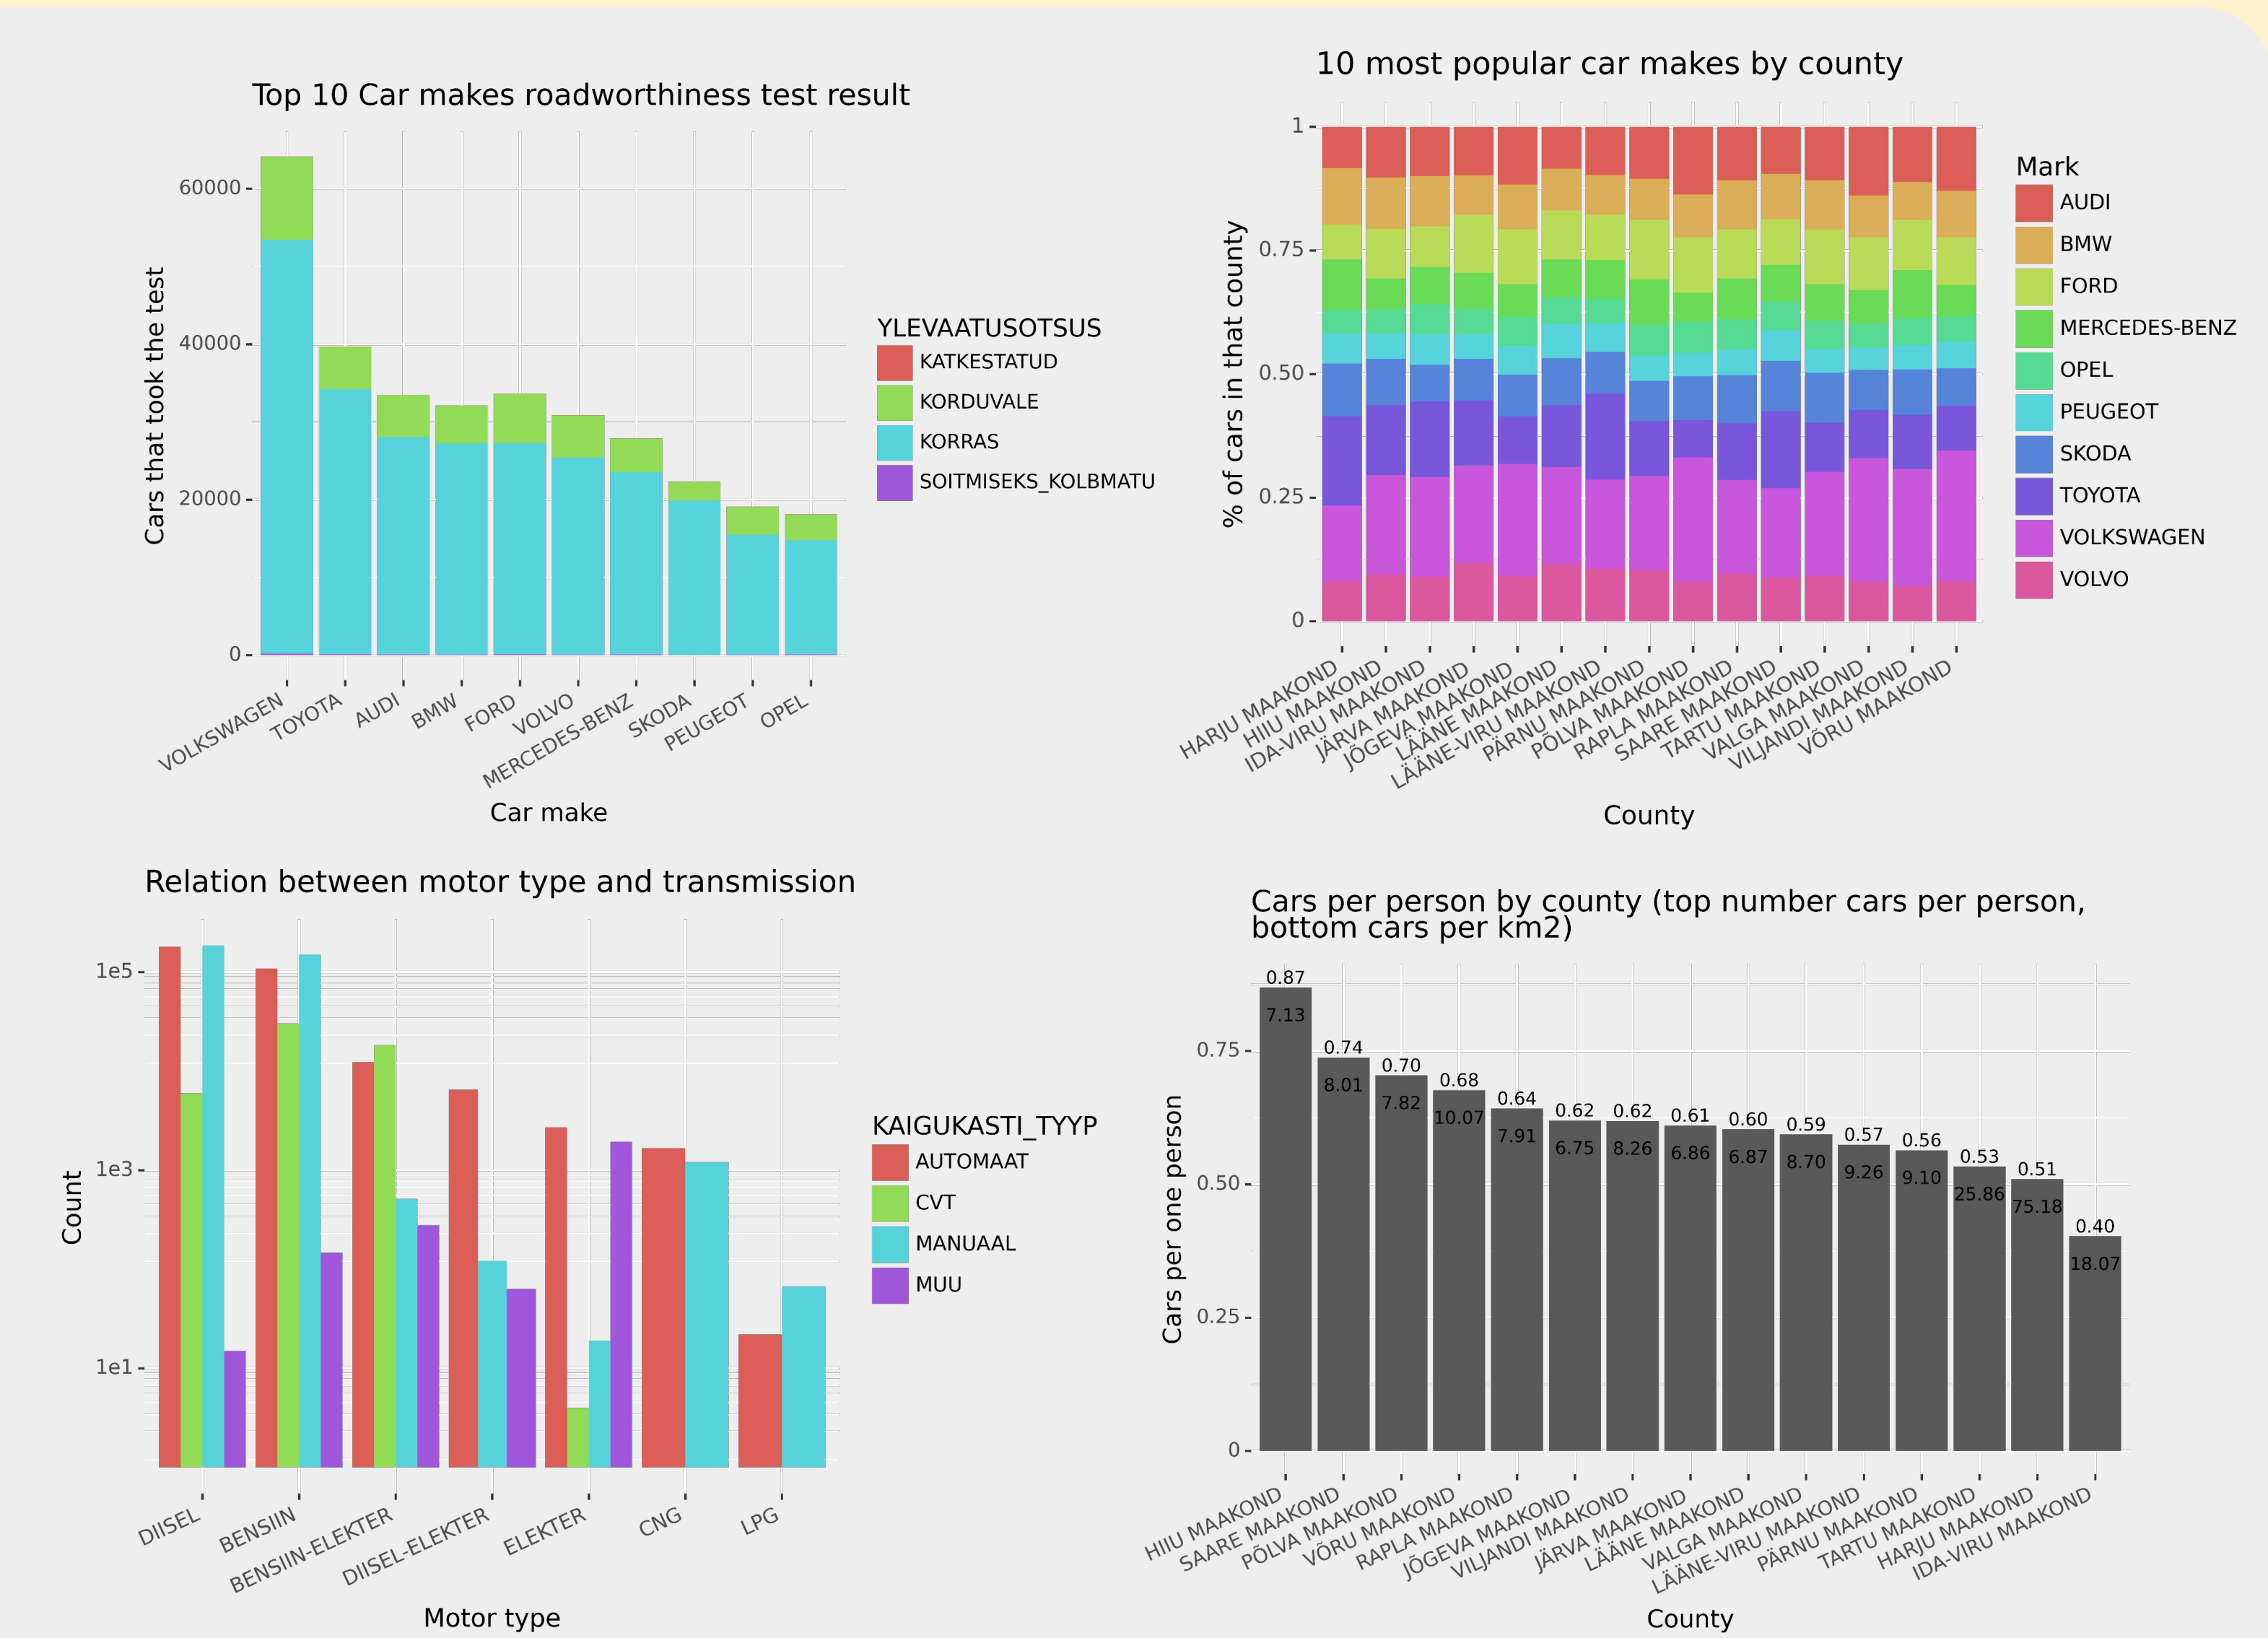 Top 10 Car makes roadworthiness test result
Cars that took the test
60000
40000
20000
0
VOLKSWAGEN
TOYOTA
AUDI
BMW
FORD
VOLVO
MERCEDES-BENZ
SKODA
PEUGEOT
OPEL
Car make
YLEVAATUSOTSUS
KATKESTATUD
KORDUVALE
KORRAS
SOITMISEKS_KOLBMATU
10 most popular car makes by county
% of cars in that county
1
0.75
0.50
0.25
0
HARJU MAAKOND
HIIU MAAKOND
IDA-VIRU MAAKOND
JÄRVA MAAKOND
JÕGEVA MAAKOND
LÄÄNE MAAKOND
LÄÄNE-VIRU MAAKOND
PÄRNU MAAKOND
PÕLVA MAAKOND
RAPLA MAAKOND
SAARE MAAKOND
TARTU MAAKOND
VALGA MAAKOND
VILJANDI MAAKOND
VÕRU MAAKOND
County
Mark
AUDI
BMW
FORD
MERCEDES-BENZ
OPEL
PEUGEOT
SKODA
TOYOTA
VOLKSWAGEN
VOLVO
Relation between motor type and transmission
Count
1e5
1e3
1e1
DIISEL
BENSIIN
BENSIIN-ELEKTER
DIISEL-ELEKTER
ELEKTER
CNG
LPG
Motor type
KAIGUKASTI_TYYP
AUTOMAAT
CVT
MANUAAL
MUU
Cars per person by county (top number cars per person,
bottom cars per km2)
Cars per one person
0.75
0.50
0.25
0
0.87
7.13
0.74
8.01
0.70
7.82
0.68
10.07
0.64
7.91
0.62
6.75
0.62
8.26
0.61
6.86
0.60
6.87
0.59
8.70
0.57
9.26
0.56
9.10
0.53
25.86
0.51
75.18
0.40
18.07
HIIU MAAKOND
SAARE MAAKOND
PÕLVA MAAKOND
VÕRU MAAKOND
RAPLA MAAKOND
JÕGEVA MAAKOND
VILJANDI MAAKOND
JÄRVA MAAKOND
LÄÄNE MAAKOND
VALGA MAAKOND
LÄÄNE-VIRU MAAKOND
PÄRNU MAAKOND
TARTU MAAKOND
HARJU MAAKOND
IDA-VIRU MAAKOND
County